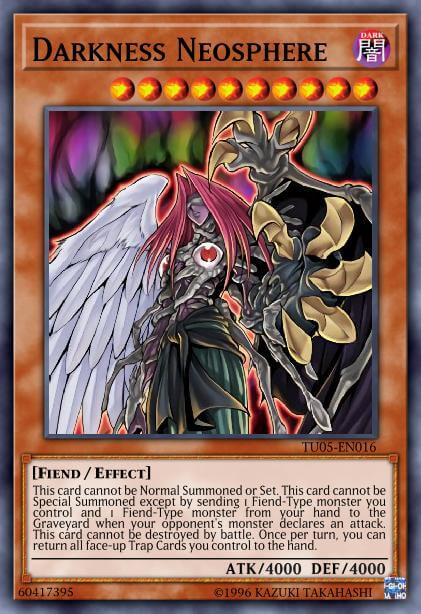 Darkness Neosphere
DARK
闇
TU05-EN016
[Fiend / Effect]
This card cannot be Normal Summoned or Set. This card cannot be
Special Summoned except by sending 1 Fiend-Type monster you
control and 1 Fiend-Type monster from your hand to the
Graveyard when your opponent's monster declares an attack.
This card cannot be destroyed by battle. Once per turn, you can
return all face-up Trap Cards you control to the hand.
ATK/4000 DEF/4000
60417395
©1996 KAZUKI TAKAHASHI